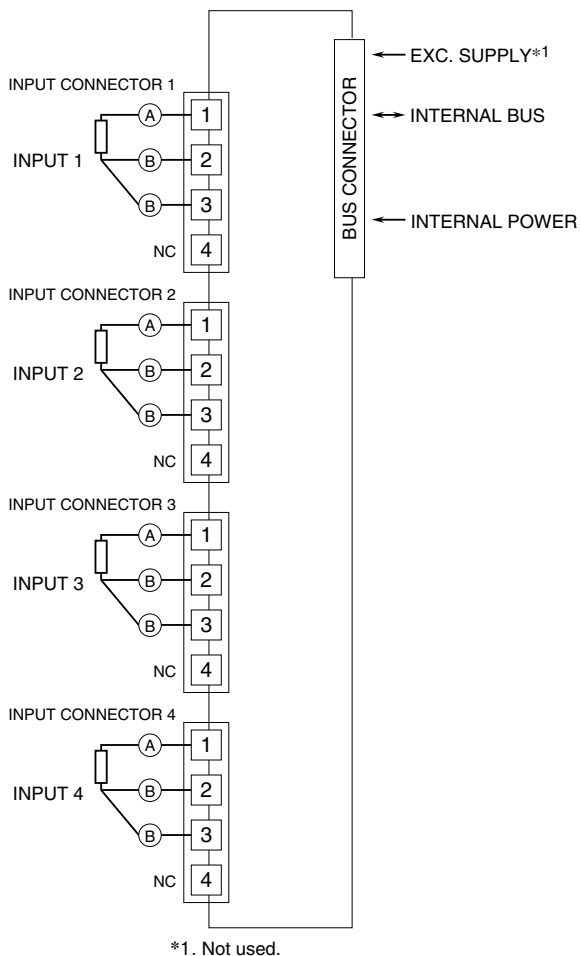 INPUT CONNECTOR 1
INPUT 1
A
B
B
NC
1
2
3
4
INPUT CONNECTOR 2
INPUT 2
A
B
B
NC
1
2
3
4
INPUT CONNECTOR 3
INPUT 3
A
B
B
NC
1
2
3
4
INPUT CONNECTOR 4
INPUT 4
A
B
B
NC
1
2
3
4
BUS CONNECTOR
EXC. SUPPLY*1
INTERNAL BUS
INTERNAL POWER
*1. Not used.